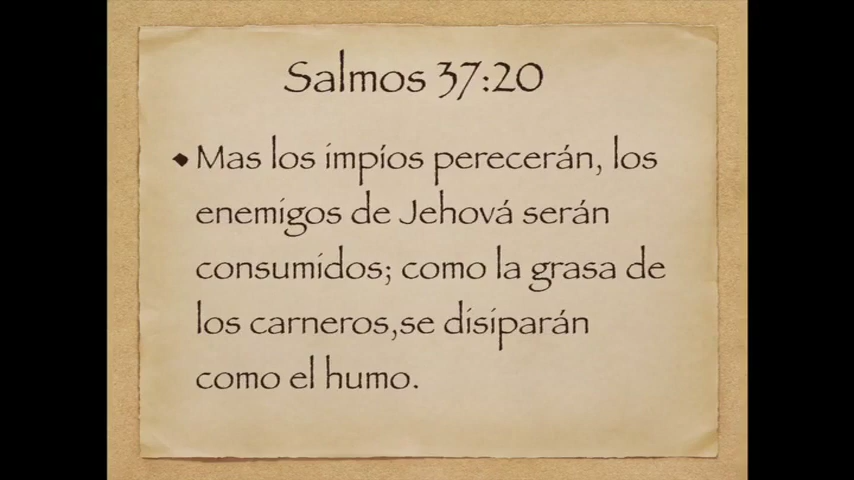 Salmos 37:20
Mas los impíos perecerán, los
enemigos de Jehová serán
consumidos; como la grasa de
los carneros,se disiparán
como el humo.